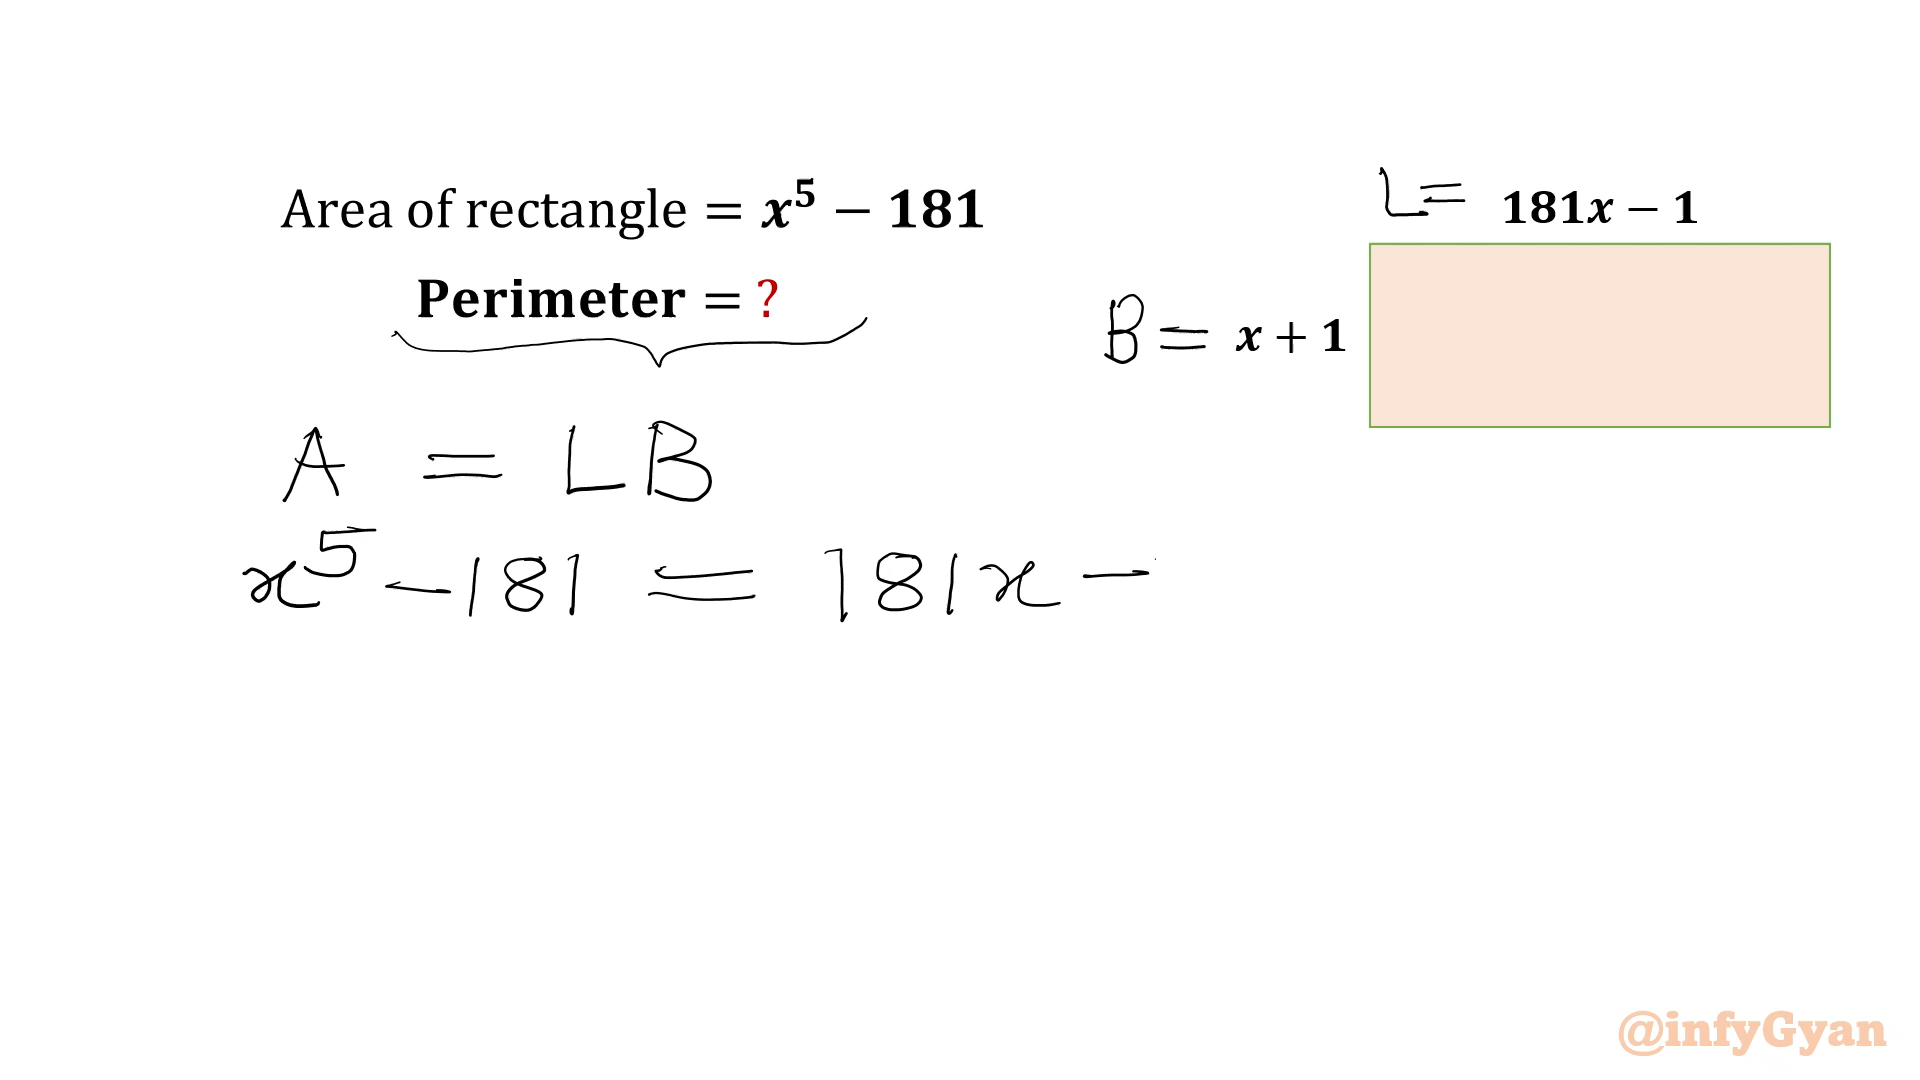 Area of rectangle = x⁵ − 181
Perimeter = ?
L = 181x − 1
B = x + 1
A = LB
x⁵ − 181 = 181x −
@infyGyan